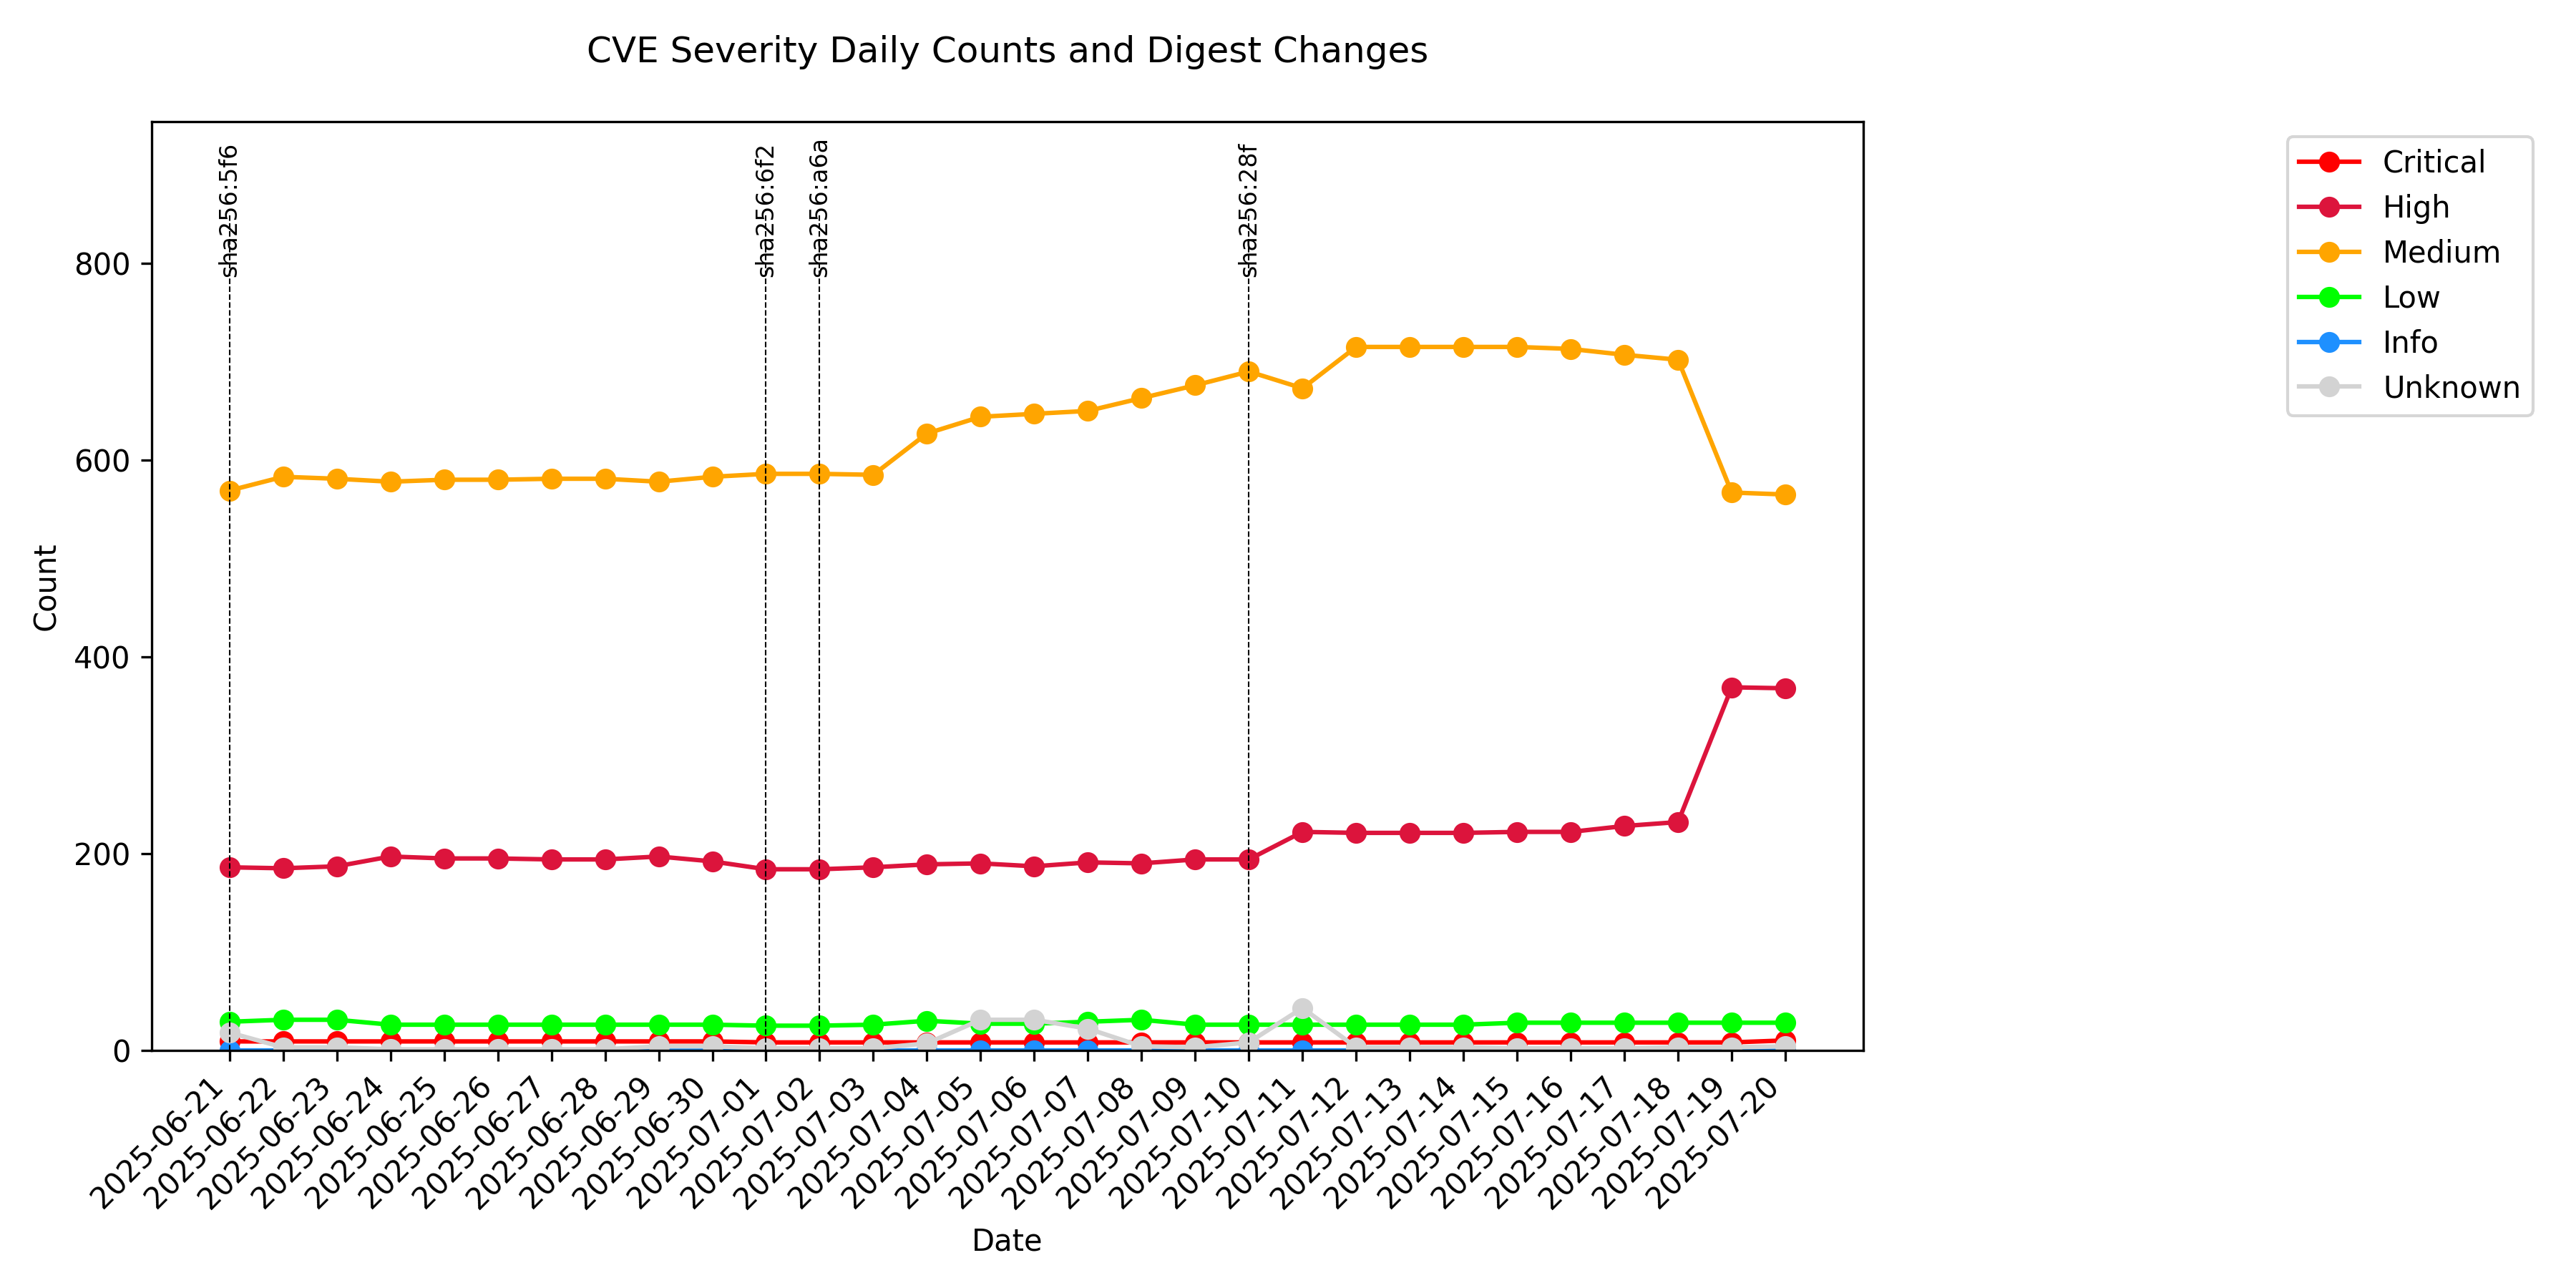 CVE Severity Daily Counts and Digest Changes
sha256:5f6
sha256:6f2
sha256:a6a
sha256:28f
Critical
High
Medium
Low
Info
Unknown
800
600
400
200
0
Count
2025-06-21
2025-06-22
2025-06-23
2025-06-24
2025-06-25
2025-06-26
2025-06-27
2025-06-28
2025-06-29
2025-06-30
2025-07-01
2025-07-02
2025-07-03
2025-07-04
2025-07-05
2025-07-06
2025-07-07
2025-07-08
2025-07-09
2025-07-10
2025-07-11
2025-07-12
2025-07-13
2025-07-14
2025-07-15
2025-07-16
2025-07-17
2025-07-18
2025-07-19
2025-07-20
Date